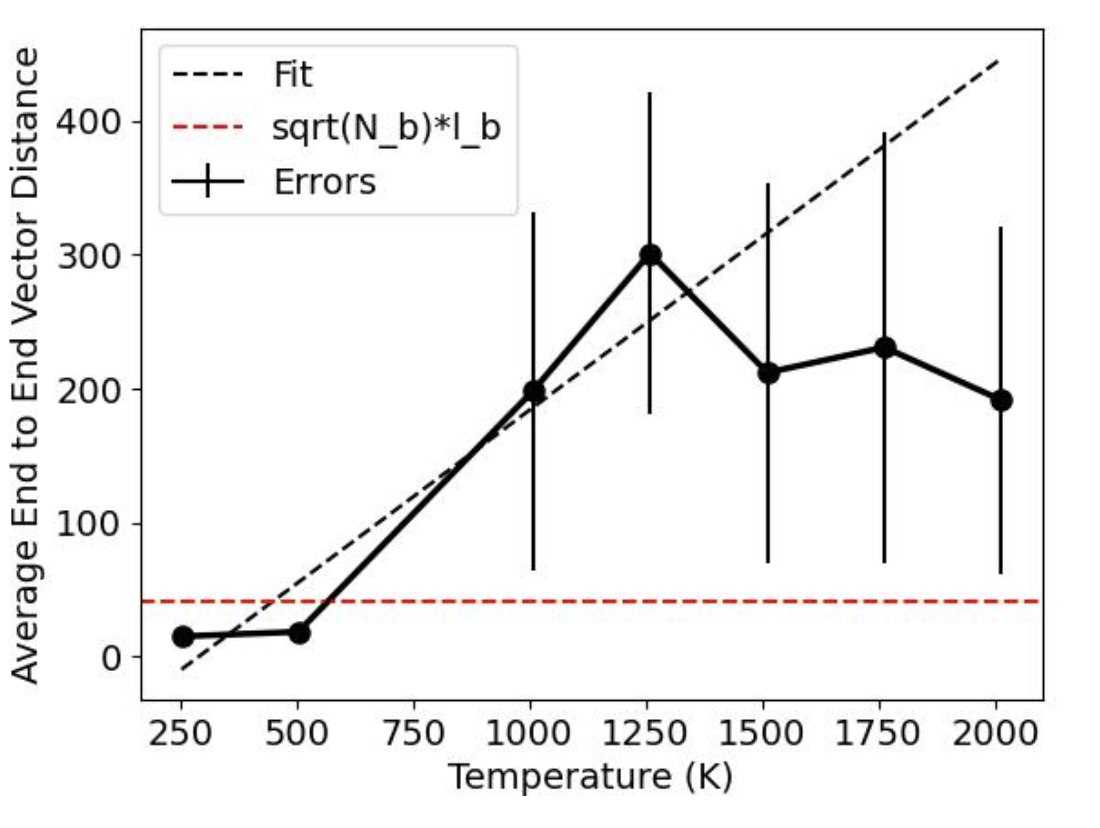 Average End to End Vector Distance
400
300
200
100
0
Fit
sqrt(N_b)*l_b
Errors
250 500 750 1000 1250 1500 1750 2000
Temperature (K)